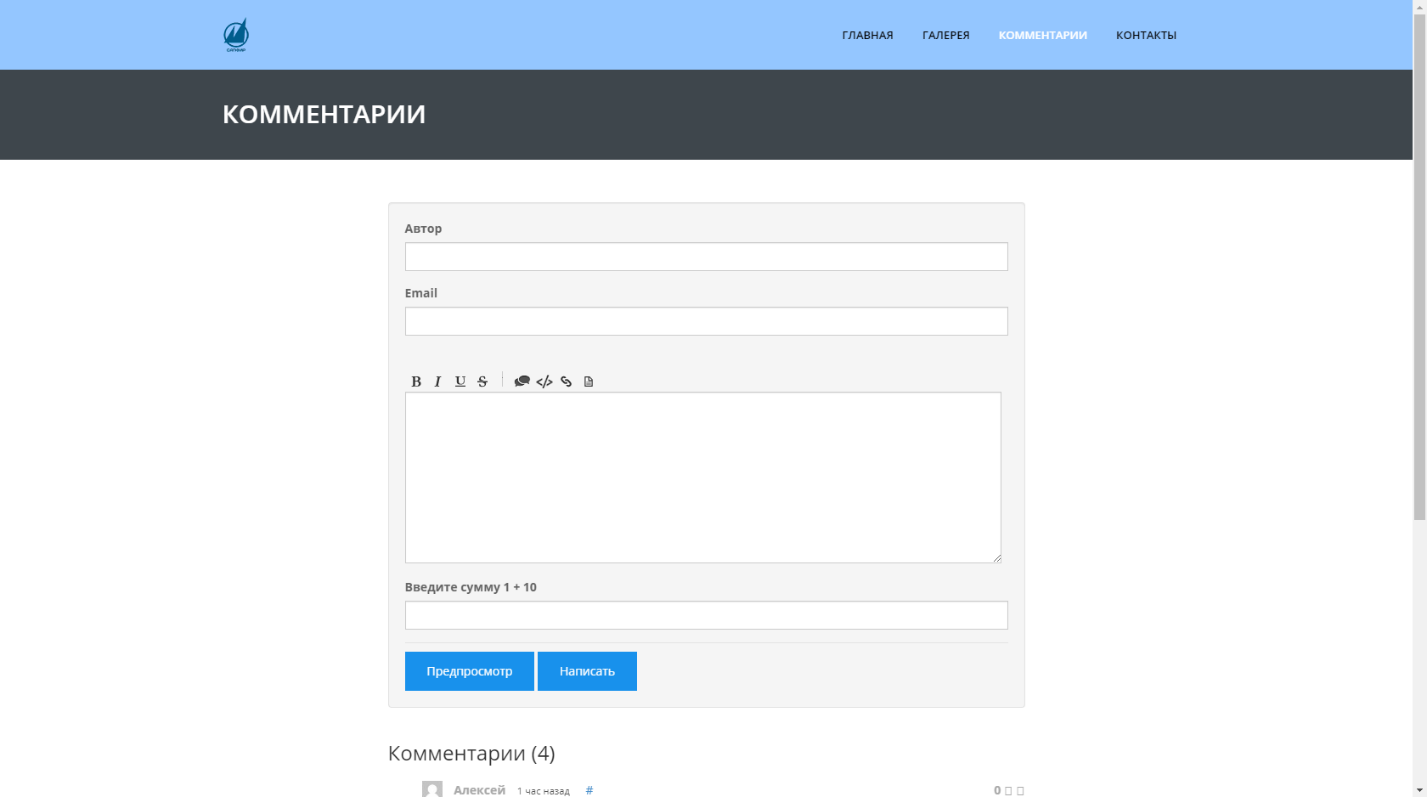 САПФИР
ГЛАВНАЯ ГАЛЕРЕЯ КОММЕНТАРИИ КОНТАКТЫ
КОММЕНТАРИИ
Автор
Email
B I U S </>
Введите сумму 1 + 10
Предпросмотр Написать
Комментарии (4)
Алексей 1 час назад # 0